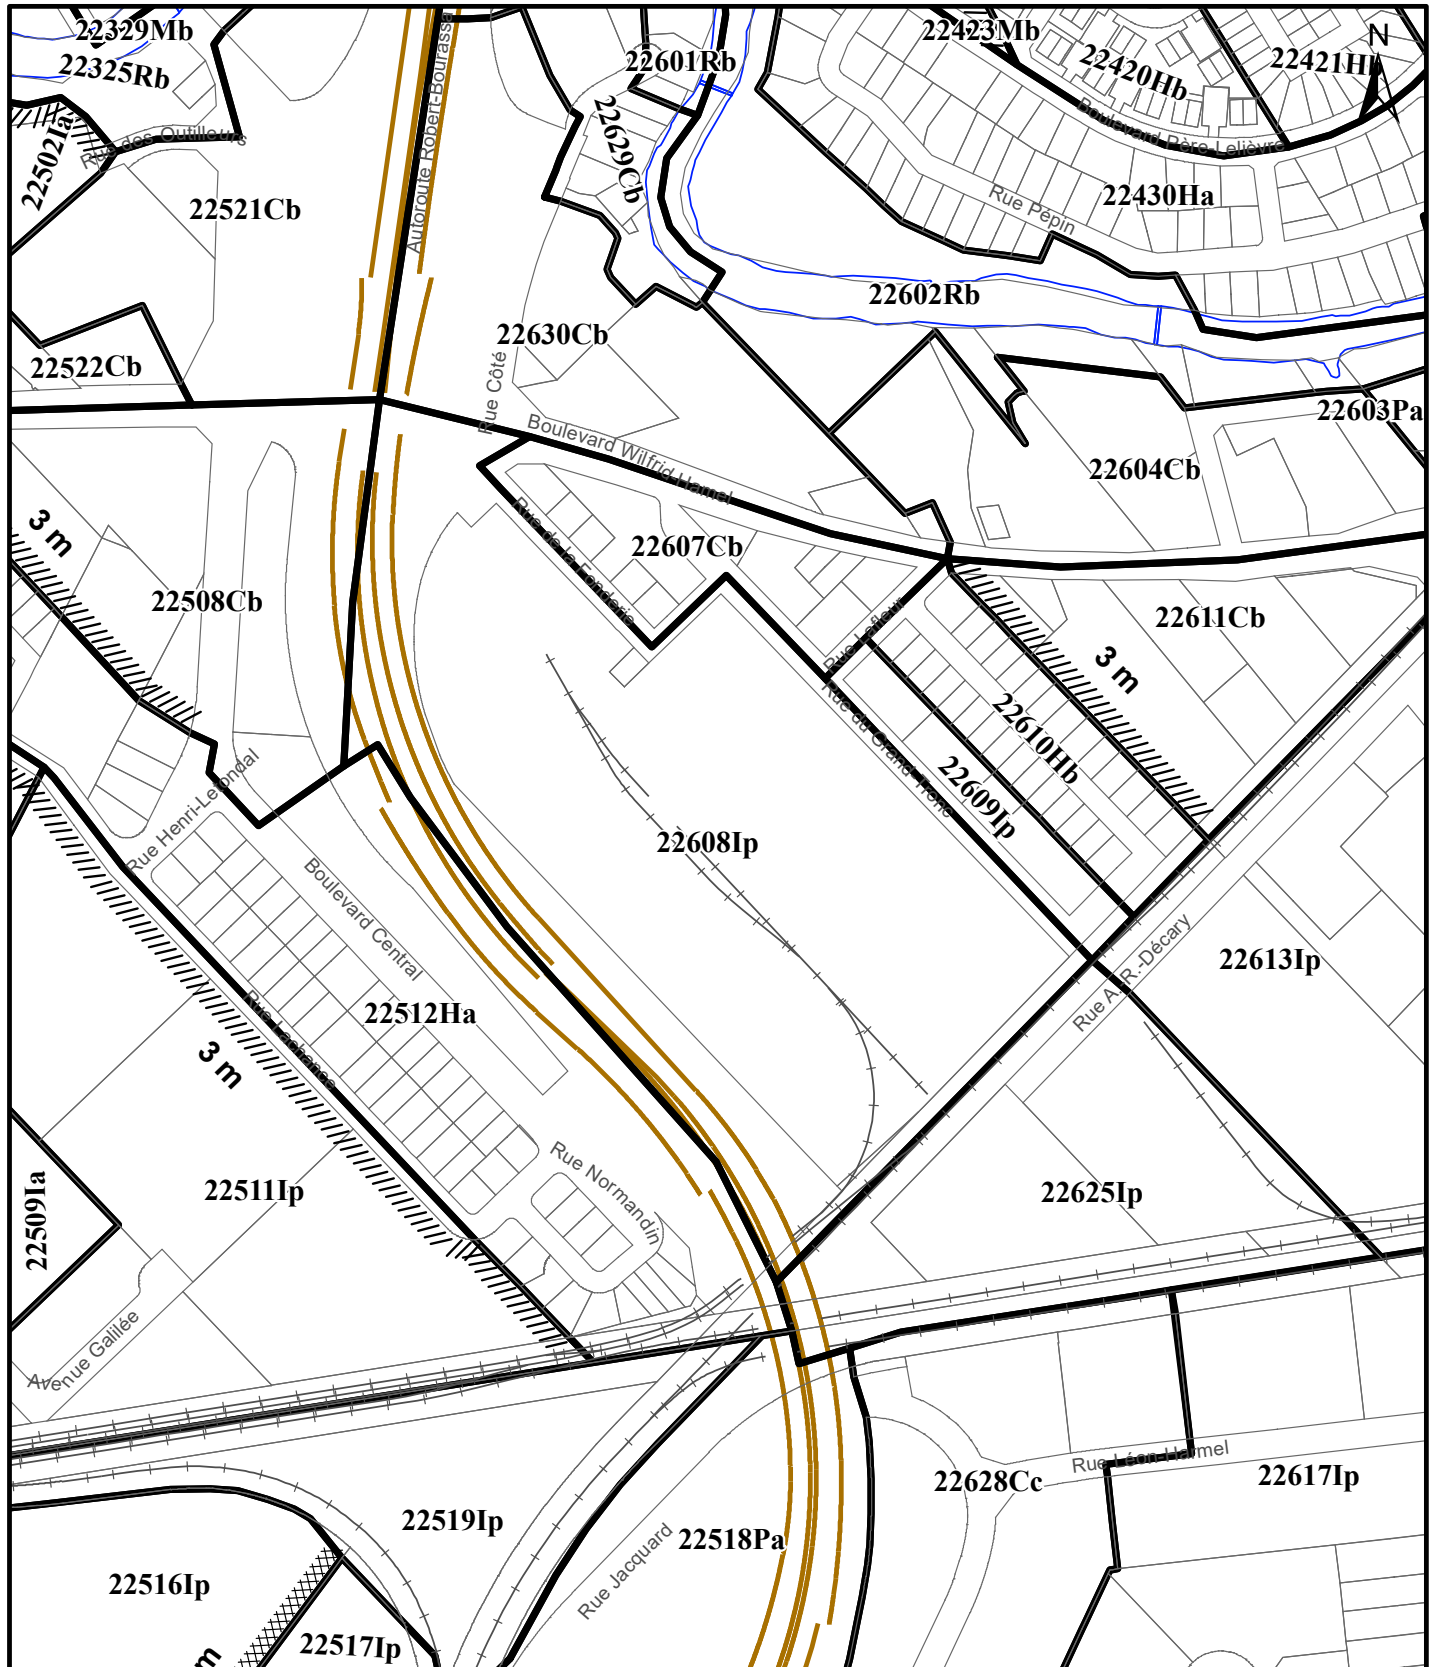 22329Mb
22423Mb
N
22325Rb
22601Rb
22420Hb
22421Hb
22502Ia
Rue des Outilleurs
Autoroute Robert-Bourassa
22629Cb
Boulevard Père-Lelièvre
22521Cb
Rue Pépin
22430Ha
22602Rb
22630Cb
22522Cb
Rue Côté
22603Pa
Boulevard Wilfrid-Hamel
22604Cb
3 m
Rue de la Fonderie
22607Cb
22508Cb
Rue Lafleur
22611Cb
3 m
Rue du Grand-Tronc
22610Hb
22609Ip
Rue Henri-Lefondal
22608Ip
Boulevard Central
22613Ip
Rue A.-R.-Décary
22512Ha
Rue Lachance
3 m
22509Ia
22511Ip
Rue Normandin
22625Ip
Avenue Galilée
Rue Léon-Harmel
22628Cc
22617Ip
22519Ip
22518Pa
Rue Jacquard
22516Ip
22517Ip
m